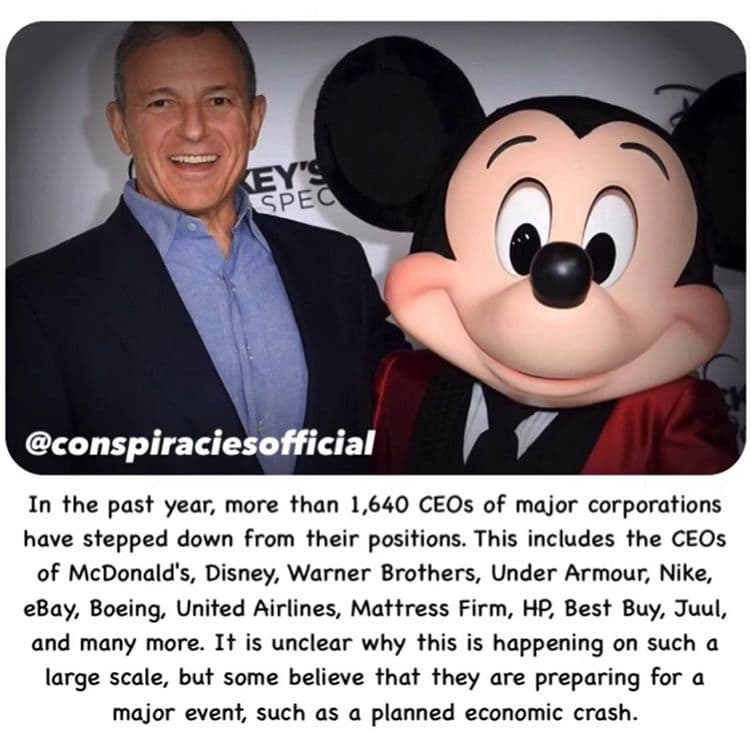 KEY'S
SPEC
@conspiraciesofficial
In the past year, more than 1,640 CEOs of major corporations
have stepped down from their positions. This includes the CEOs
of McDonald's, Disney, Warner Brothers, Under Armour, Nike,
eBay, Boeing, United Airlines, Mattress Firm, HP, Best Buy, Juul,
and many more. It is unclear why this is happening on such a
large scale, but some believe that they are preparing for a
major event, such as a planned economic crash.